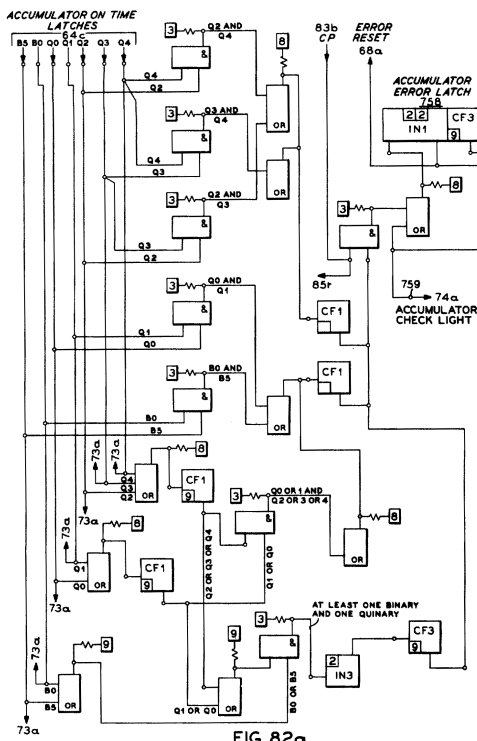 ACCUMULATOR ON TIME
LATCHES
64c
B5 B0 Q0 Q1 Q2 Q3 Q4
3
Q2 AND
Q4
&
Q4
Q2
8
OR
83b
CP
ERROR
RESET
68a
ACCUMULATOR
ERROR LATCH
758
2 2
IN1
CF3
9
3
Q3 AND
Q4
&
Q4
Q3
OR
8
3
&
OR
3
Q2 AND
Q3
&
Q3
Q2
85r
759
74a
ACCUMULATOR
CHECK LIGHT
3
Q0 AND
Q1
&
Q1
Q0
CF1
3
B0 AND
B5
&
B0
B5
OR
CF1
73a
73a
Q4
Q3
Q2
OR
8
73a
CF1
9
3
Q0 OR 1 AND
Q2 OR 3 OR 4
&
8
OR
73a
Q1
Q0
OR
8
73a
CF1
9
Q2 OR Q3 OR Q4
Q1 OR Q0
AT LEAST ONE BINARY
AND ONE QUINARY
3
&
9
73a
B0
B5
OR
9
73a
Q1 OR Q0
OR
B0 OR B5
2
IN3
CF3
9
FIG. 82a